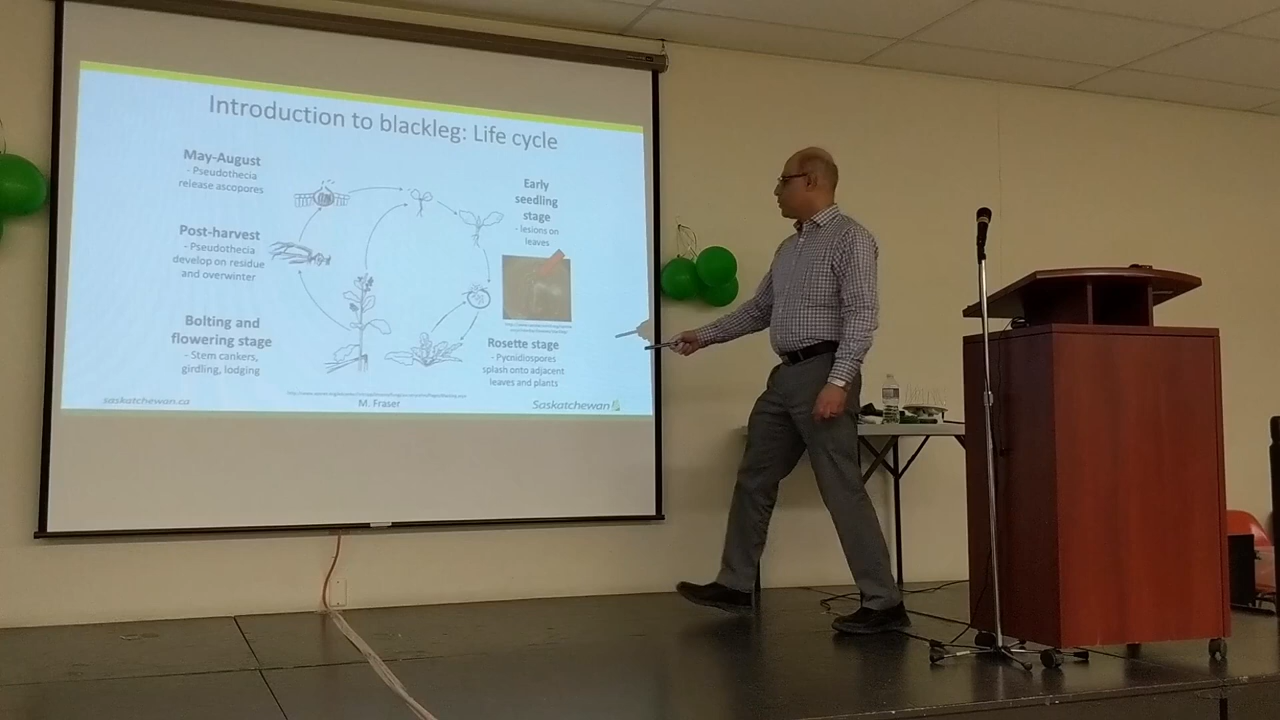 Introduction to blackleg: Life cycle
May-August
- Pseudothecia
release ascopores
Post-harvest
- Pseudothecia
develop on residue
and overwinter
Bolting and
flowering stage
- Stem cankers,
girdling, lodging
Early
seedling
stage
- lesions on
leaves
Rosette stage
- Pycnidiospores
splash onto adjacent
leaves and plants
saskatchewan.ca
M. Fraser
Saskatchewan